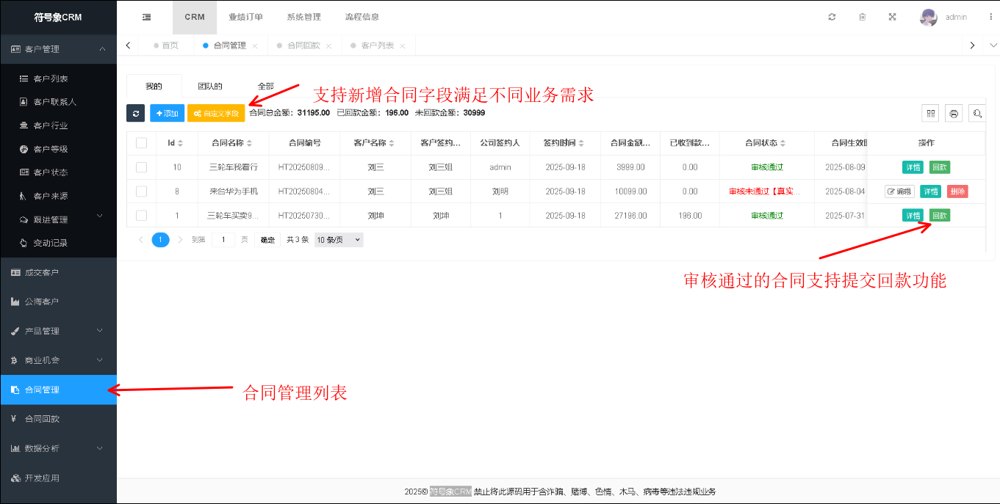 符号象CRM
CRM 业绩订单 系统管理 流程信息 admin
首页 合同管理 合同回款 客户列表
客户管理
客户列表
客户联系人
客户行业
客户等级
客户状态
客户来源
跟进管理
变动记录
成交客户
公海客户
产品管理
商业机会
合同管理
合同回款
数据分析
开发应用
我的 团队的 全部
支持新增合同字段满足不同业务需求
添加 自定义字段 合同总金额：31195.00 已回款金额：196.00 未回款金额：30999
Id 合同名称 合同编号 客户名称 客户签约... 公司签约人 签约时间 合同金额... 已收到款... 合同状态 合同生效 操作
10 三轮车我着行 HT20250809... 刘三 刘三姐 admin 2025-09-18 3999.00 0.00 审核通过 2025-08-09 详情 回款
8 来台华为手机 HT20250804... 刘三 刘三姐 刘明 2025-09-18 10099.00 0.00 审核未通过【真实... 2025-08-04 编辑 详情 删除
1 三轮车买卖9... HT20250730... 刘坤 刘坤 1 2025-09-18 27196.00 196.00 审核通过 2025-07-31 详情 回款
1 到第 1 页 确定 共 3 条 10 条/页
审核通过的合同支持提交回款功能
合同管理列表
2025© 符号象CRM 禁止将此源码用于含诈骗、赌博、色情、木马、病毒等违法违规业务